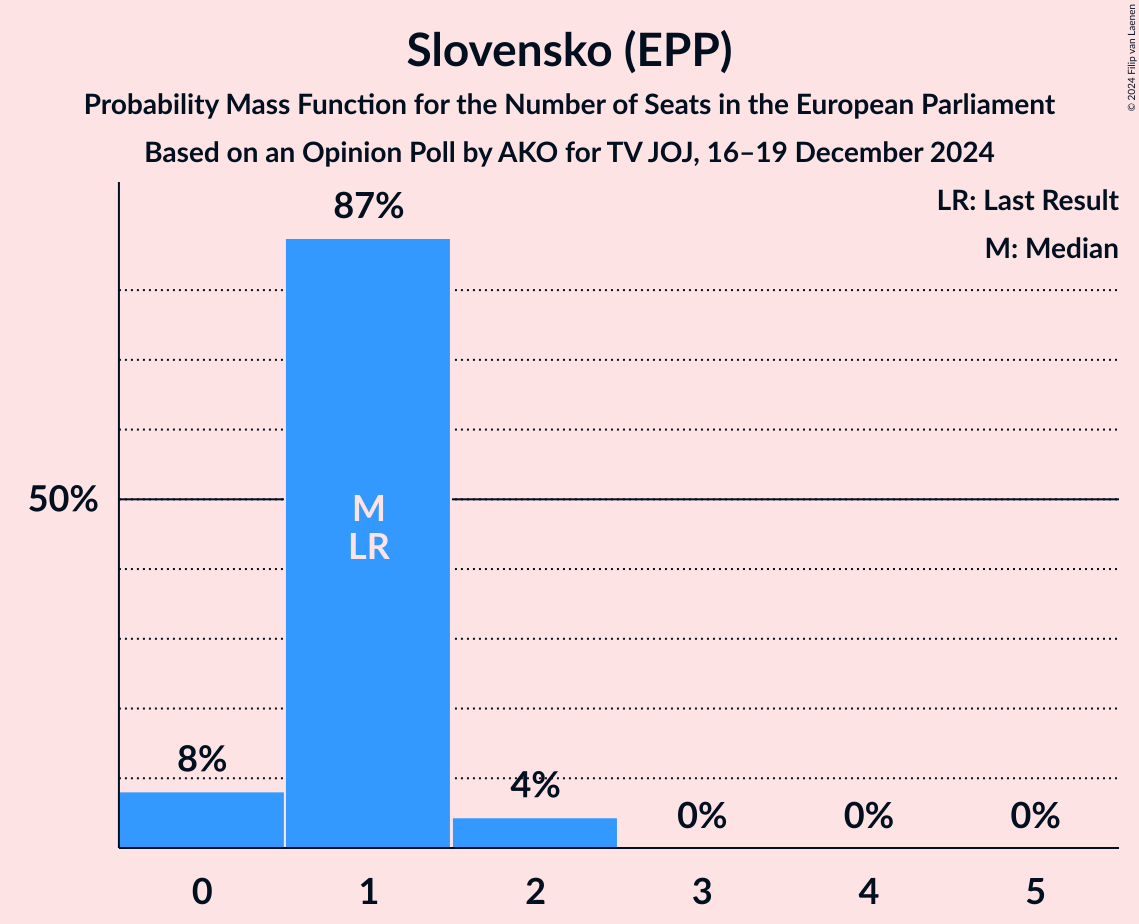 Slovensko (EPP)
Probability Mass Function for the Number of Seats in the European Parliament
Based on an Opinion Poll by AKO for TV JOJ, 16–19 December 2024
© 2024 Filip van Laenen
LR: Last Result
M: Median
87%
50%
M
LR
8%
4%
0%
0%
0%
0
1
2
3
4
5